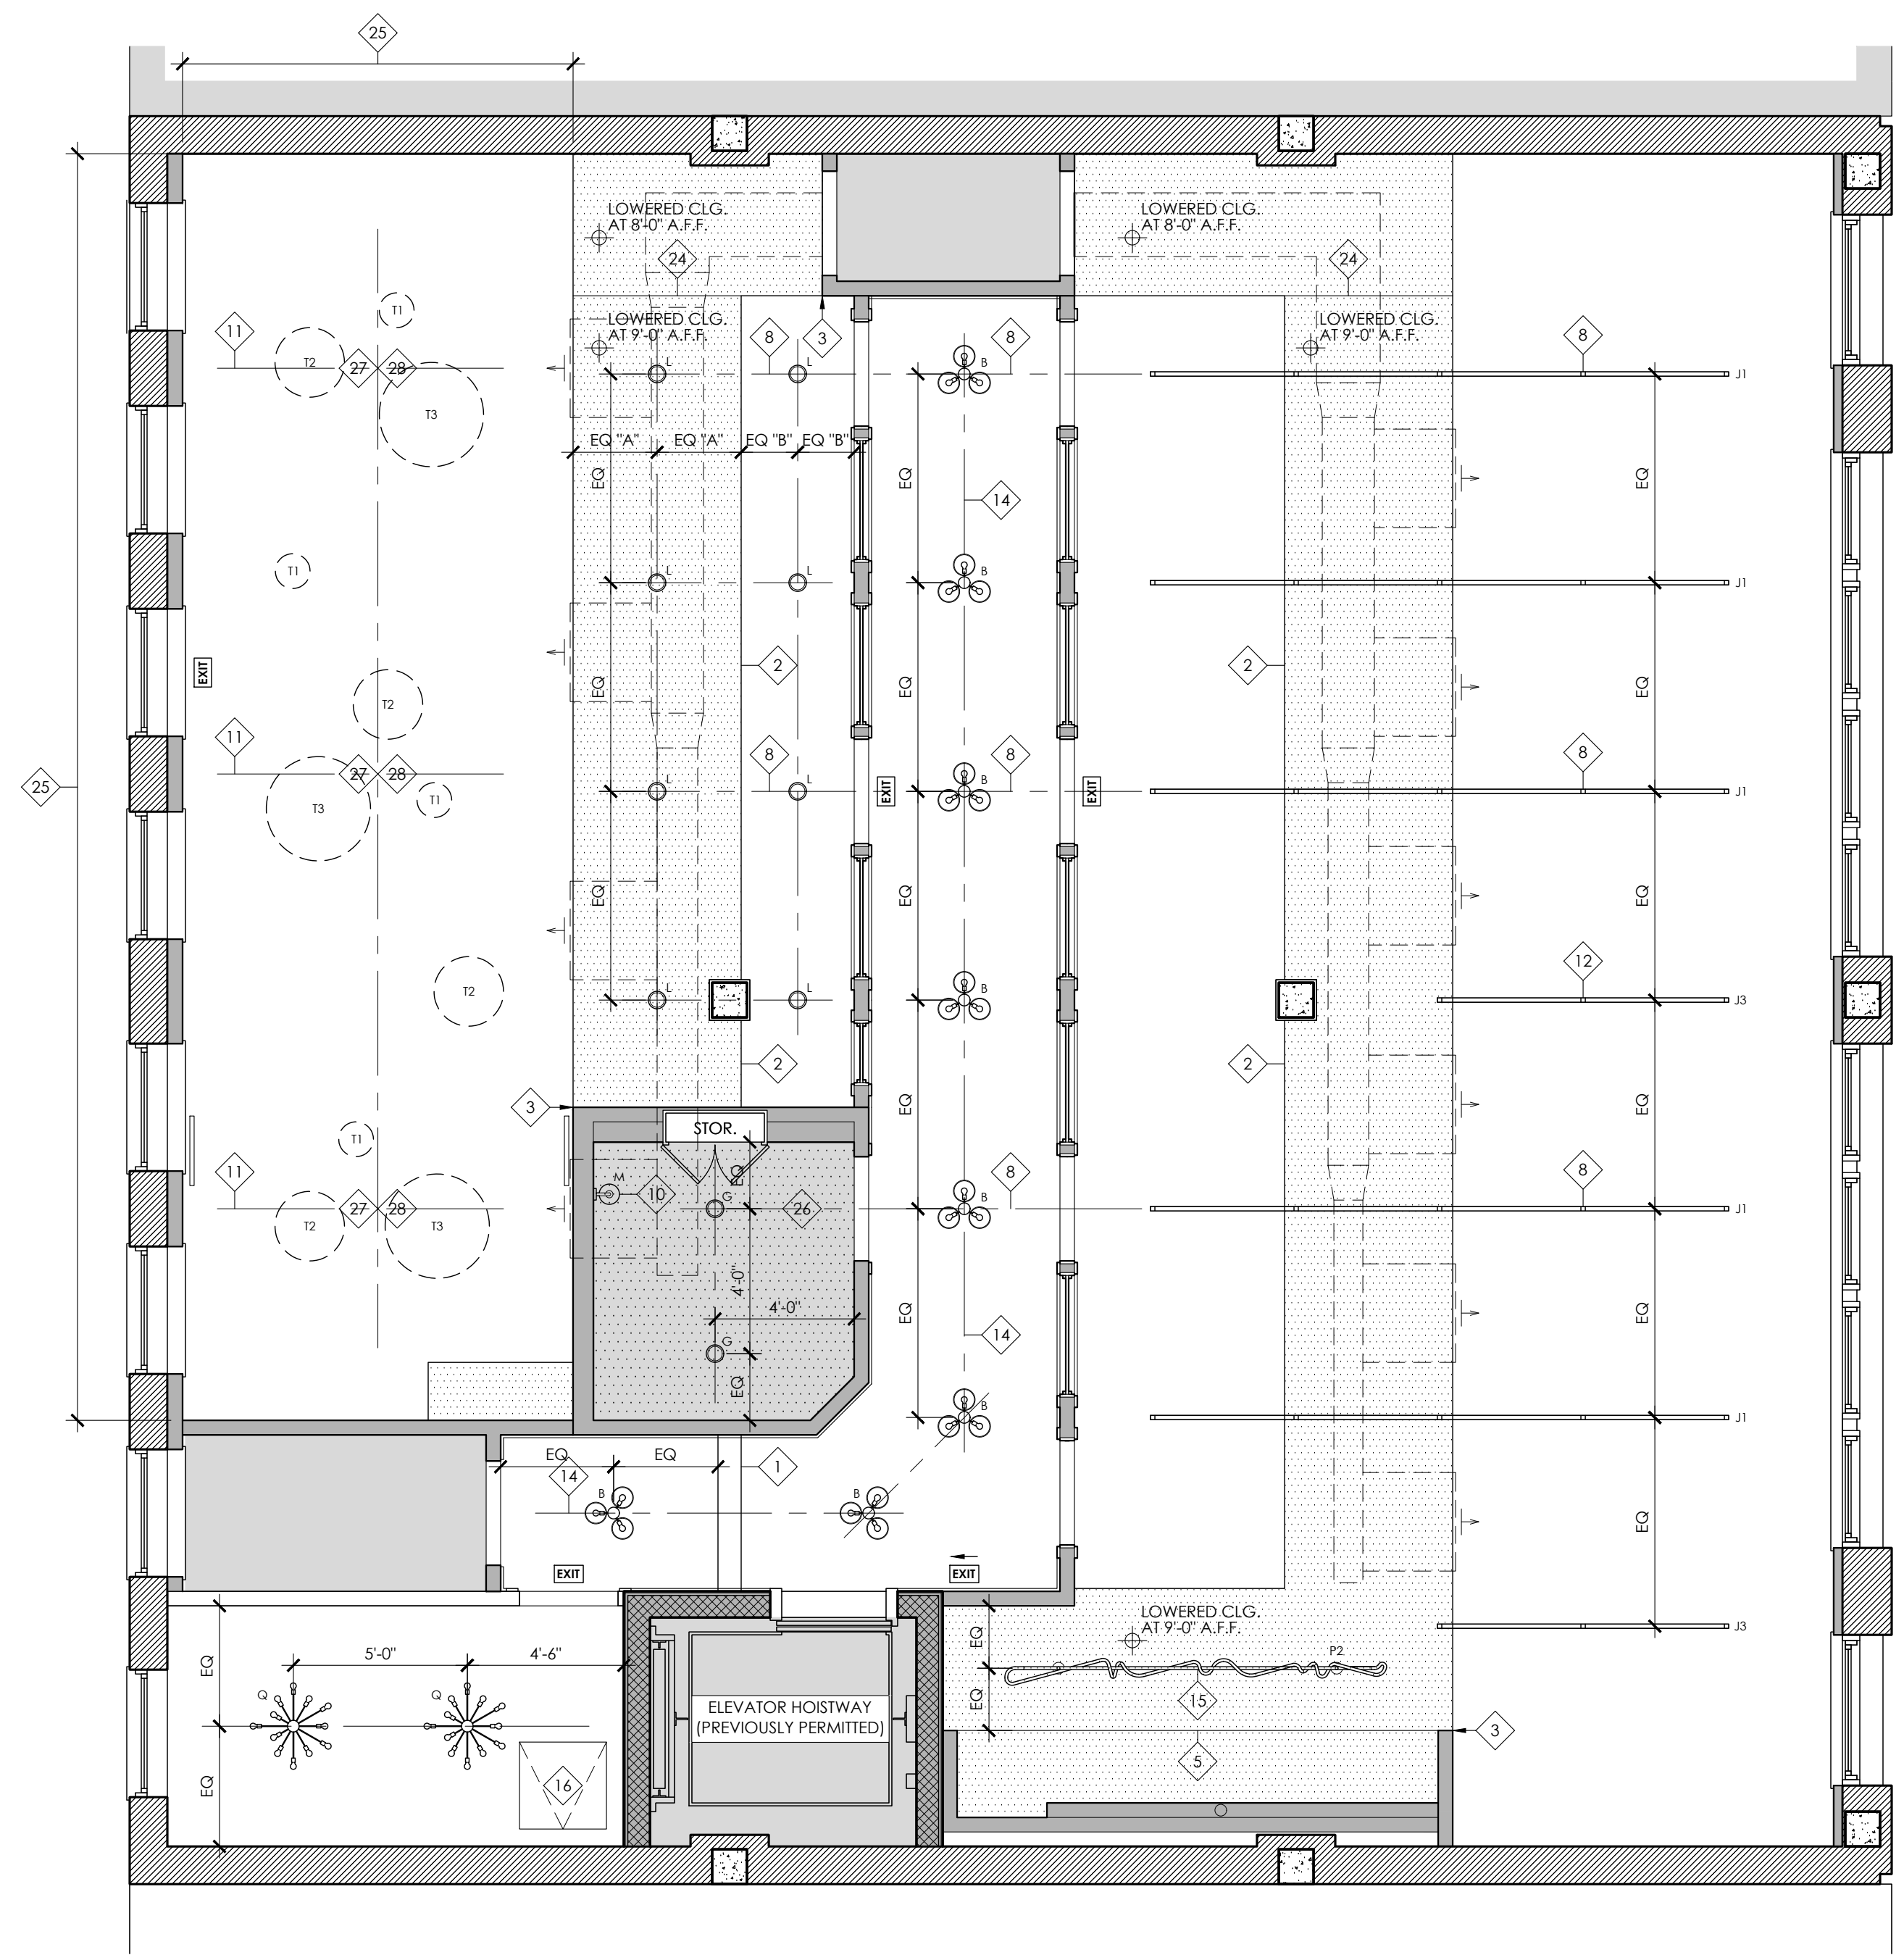 25
LOWERED CLG.
AT 8'-0" A.F.F.
LOWERED CLG.
AT 8'-0" A.F.F.
24
24
T1
11
T2
27
28
T3
LOWERED CLG.
AT 9'-0" A.F.F.
8
3
8
LOWERED CLG.
AT 9'-0" A.F.F.
8
L
L
B
J1
EQ "A"
EQ "A"
EQ "B"
EQ "B"
EQ
EQ
EQ
14
T1
L
L
B
J1
EXIT
2
2
EQ
EQ
EQ
T2
11
27
28
T1
T3
8
8
8
25
L
L
EXIT
B
EXIT
J1
EQ
EQ
EQ
12
T2
L
L
B
J3
2
2
3
STOR.
EQ
EQ
T1
11
T2
27
28
T3
M
10
G
EQ
26
8
B
8
J1
4'-0"
4'-0"
G
EQ
EQ
14
EQ
B
J1
EQ
EQ
14
1
B
B
EQ
EXIT
EXIT
LOWERED CLG.
AT 9'-0" A.F.F.
J3
EQ
5'-0"
4'-6"
EQ
P2
Q
Q
EQ
15
ELEVATOR HOISTWAY
(PREVIOUSLY PERMITTED)
3
5
EQ
16